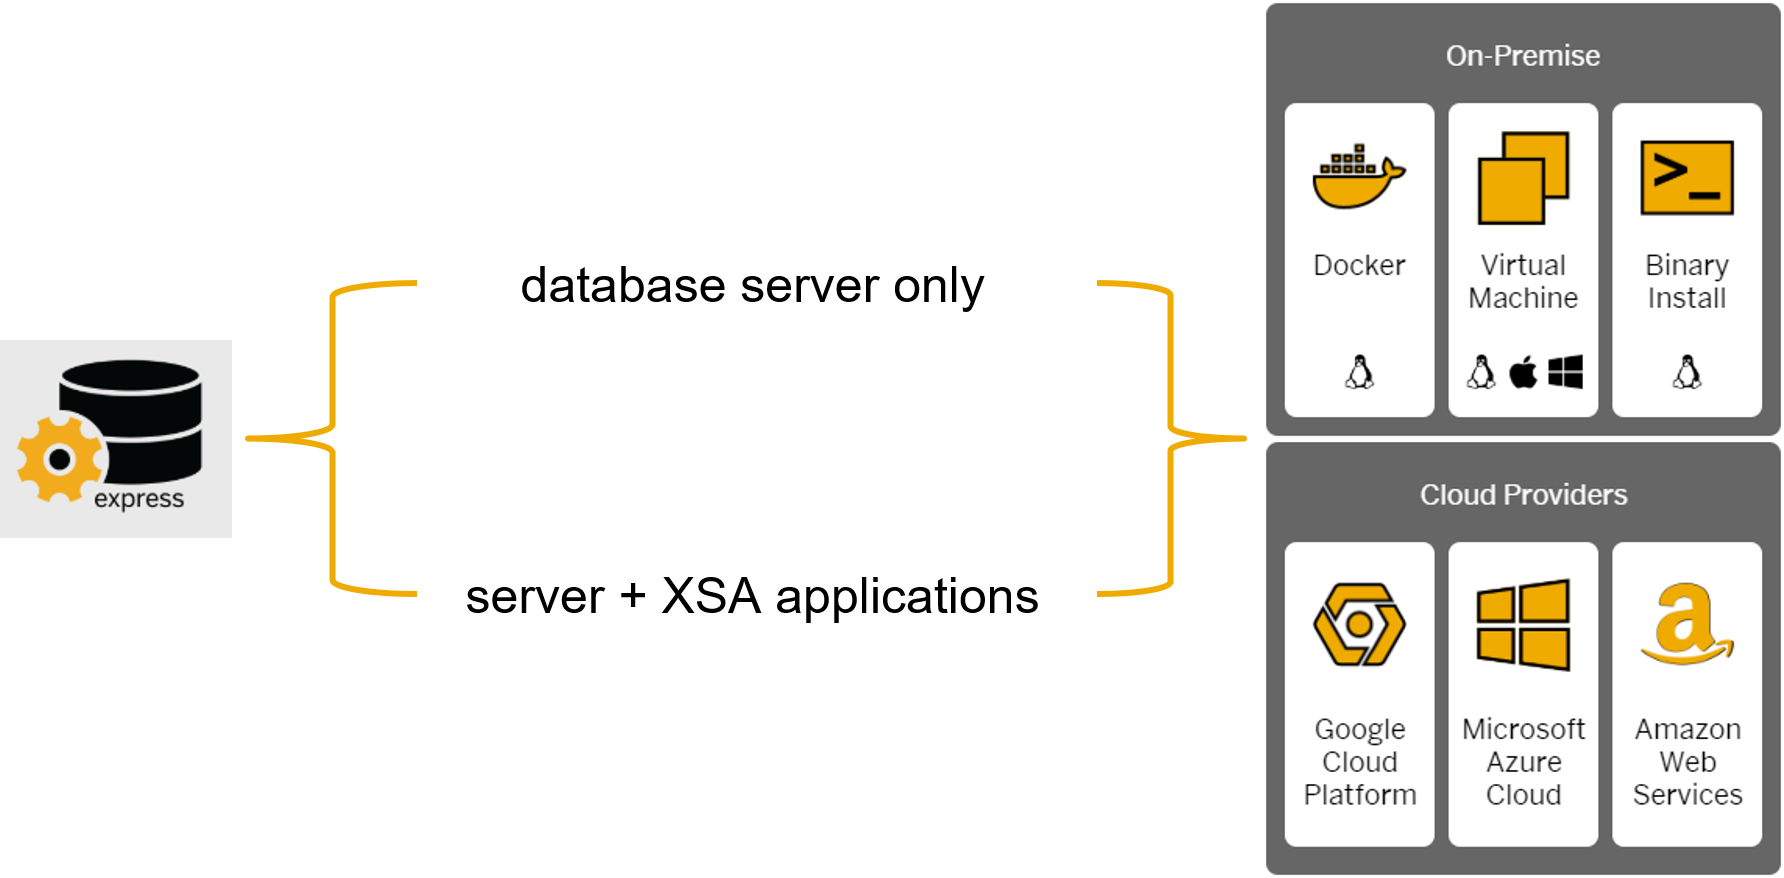 express
database server only
server + XSA applications
On-Premise
Docker
Virtual
Machine
Binary
Install
Cloud Providers
Google
Cloud
Platform
Microsoft
Azure
Cloud
Amazon
Web
Services